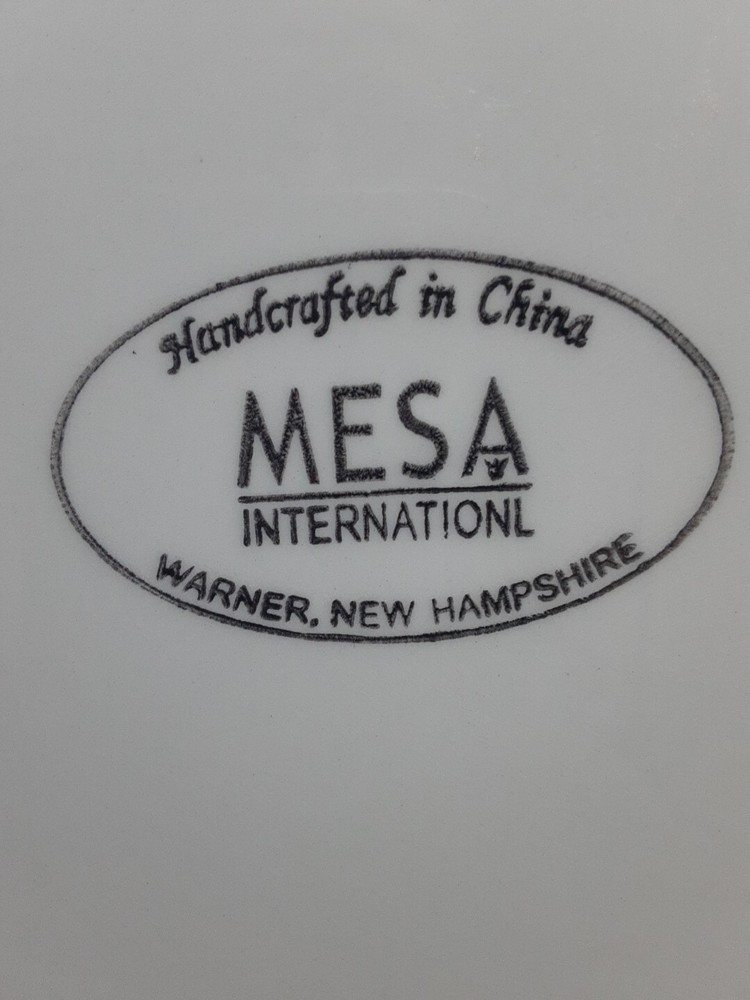 Handcrafted in China
MESA
INTERNATIONL
WARNER. NEW HAMPSHIRE